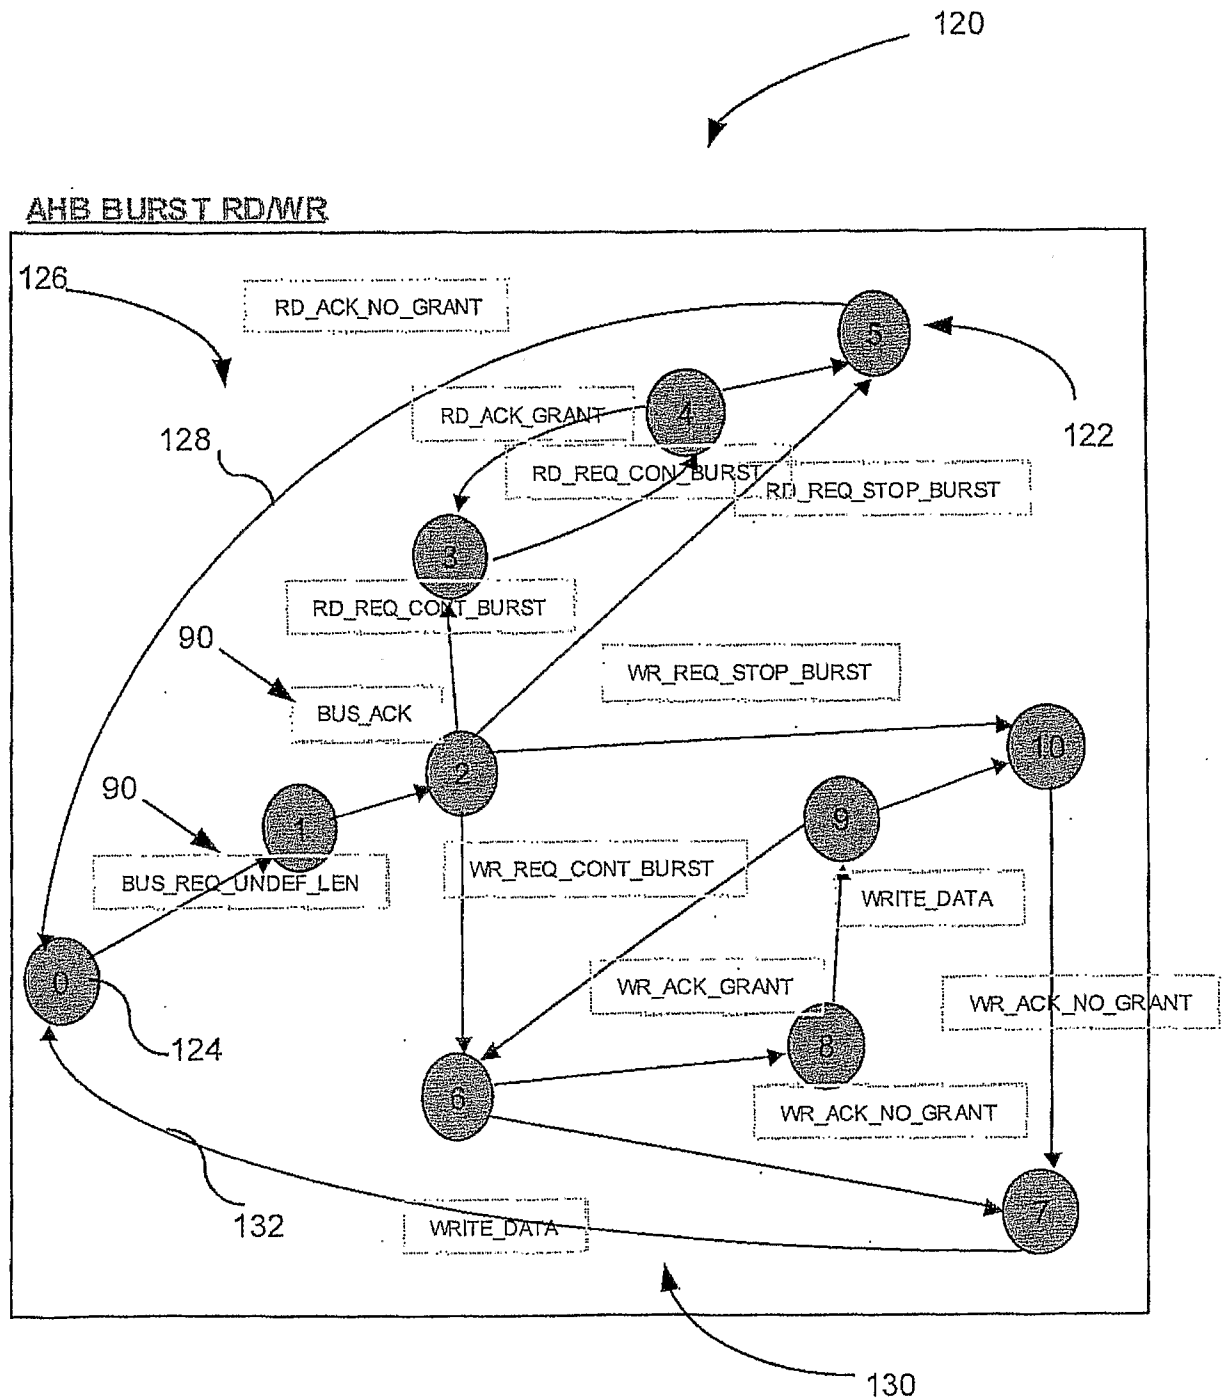 120
AHB BURST RD/WR
126
RD_ACK_NO_GRANT
5
RD_ACK_GRANT
4
122
128
RD_REQ_CON_BURST
RD_REQ_STOP_BURST
3
RD_REQ_CONT_BURST
90
WR_REQ_STOP_BURST
BUS_ACK
2
10
90
1
9
BUS_REQ_UNDEF_LEN
WR_REQ_CONT_BURST
WRITE_DATA
0
WR_ACK_GRANT
WR_ACK_NO_GRANT
124
8
6
WR_ACK_NO_GRANT
7
132
WRITE_DATA
130